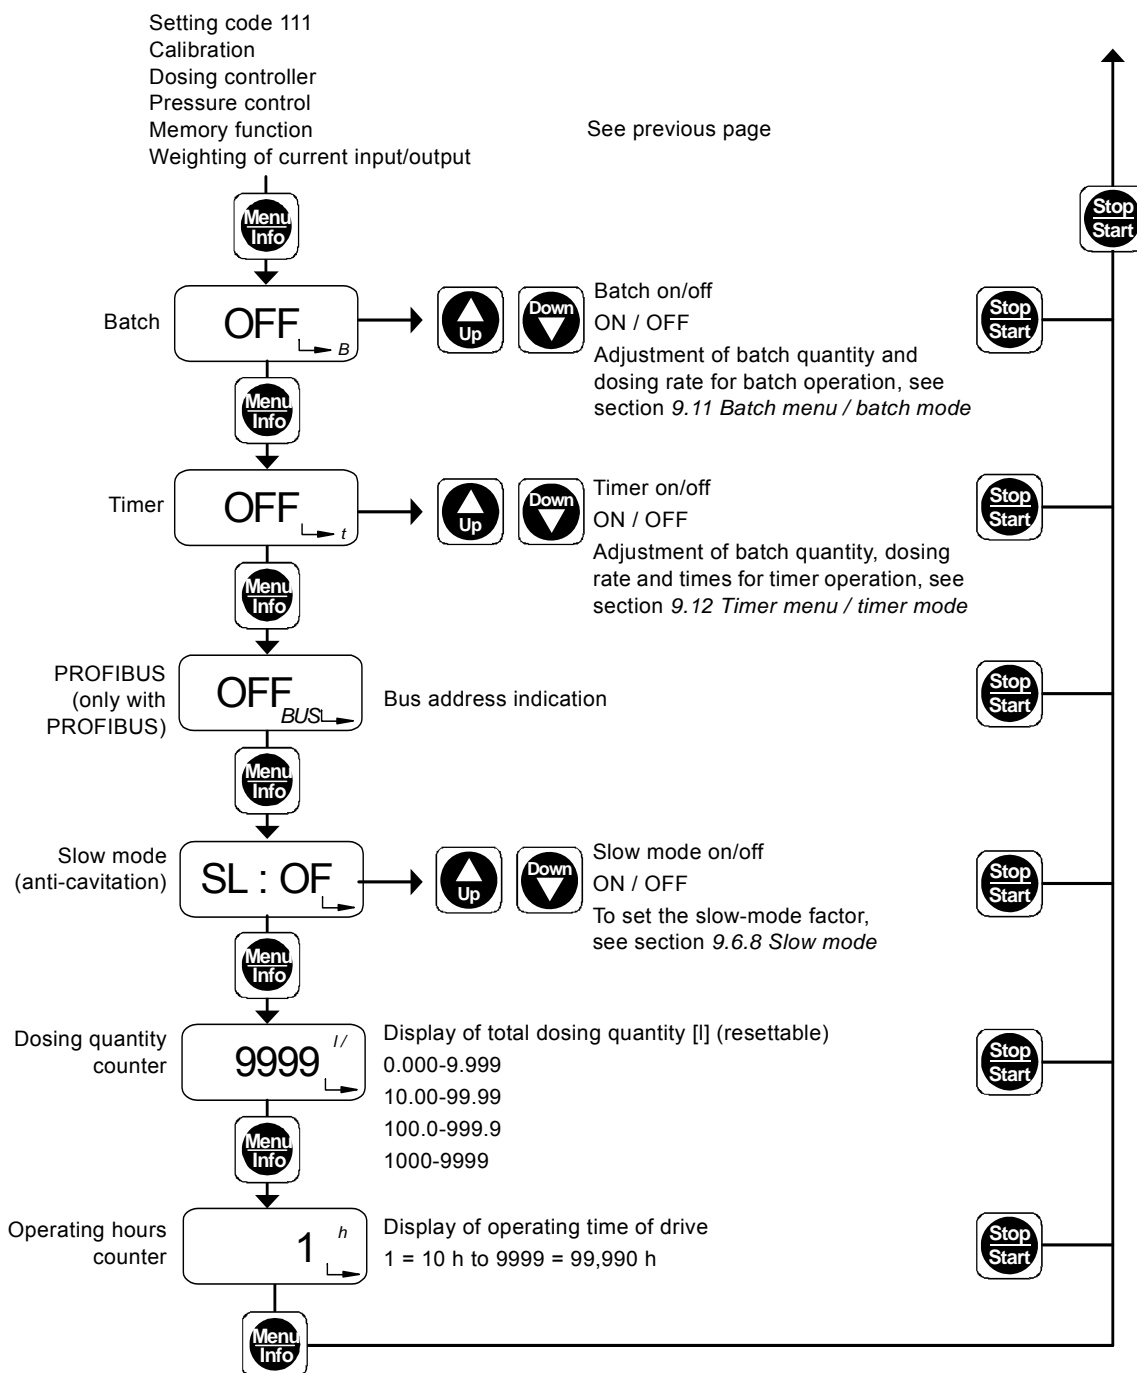 Setting code 111
Calibration
Dosing controller
Pressure control
Memory function
See previous page
Weighting of current input/output
Menu
Info
Stop
Start
Batch
OFF
B
Up
Down
Batch on/off
ON / OFF
Adjustment of batch quantity and
dosing rate for batch operation, see
section 9.11 Batch menu / batch mode
Stop
Start
Menu
Info
Timer
OFF
t
Up
Down
Timer on/off
ON / OFF
Adjustment of batch quantity, dosing
rate and times for timer operation, see
section 9.12 Timer menu / timer mode
Stop
Start
Menu
Info
PROFIBUS
(only with
PROFIBUS)
OFF
BUS
Bus address indication
Stop
Start
Menu
Info
Slow mode
(anti-cavitation)
SL : OF
Up
Down
Slow mode on/off
ON / OFF
To set the slow-mode factor,
see section 9.6.8 Slow mode
Stop
Start
Menu
Info
Dosing quantity
counter
9999
l/
Display of total dosing quantity [l] (resettable)
0.000-9.999
10.00-99.99
100.0-999.9
1000-9999
Stop
Start
Menu
Info
Operating hours
counter
1
h
Display of operating time of drive
1 = 10 h to 9999 = 99,990 h
Stop
Start
Menu
Info